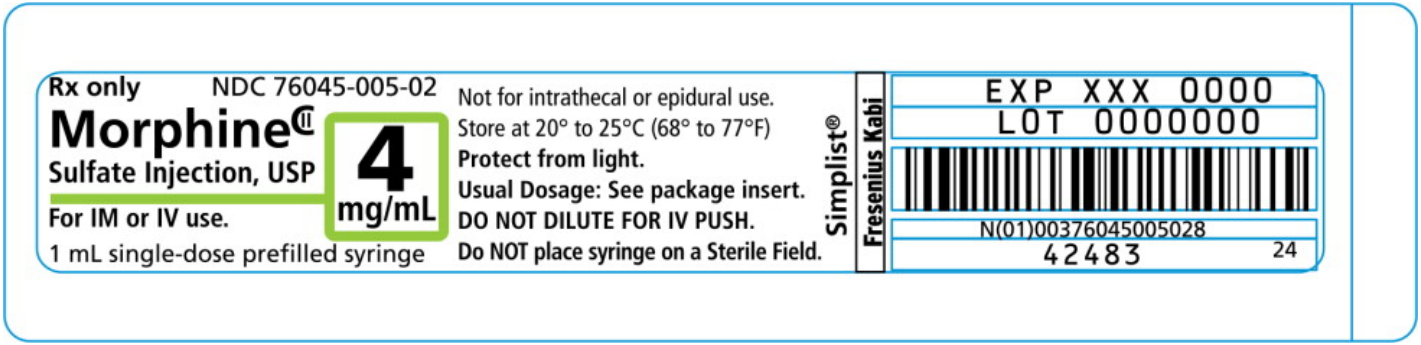 Rx only NDC 76045-005-02
Morphine CII
Sulfate Injection, USP
4
mg/mL
For IM or IV use.
1 mL single-dose prefilled syringe
Not for intrathecal or epidural use.
Store at 20° to 25°C (68° to 77°F)
Protect from light.
Usual Dosage: See package insert.
DO NOT DILUTE FOR IV PUSH.
Do NOT place syringe on a Sterile Field.
Simplist®
Fresenius Kabi
EXP XXX 0000
LOT 0000000
N(01)00376045005028
42483 24